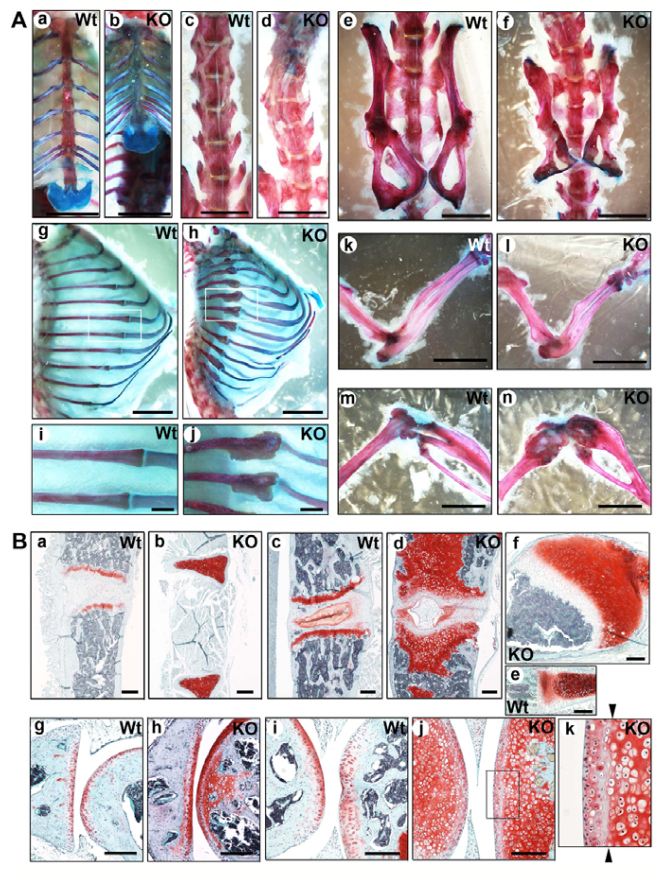 A
a Wt
b KO
c Wt
d KO
e Wt
f KO
g Wt
h KO
k Wt
l KO
i Wt
j KO
m Wt
n KO
B
a Wt
b KO
c Wt
d KO
f
KO
e
Wt
g Wt
h KO
i Wt
j KO
k KO